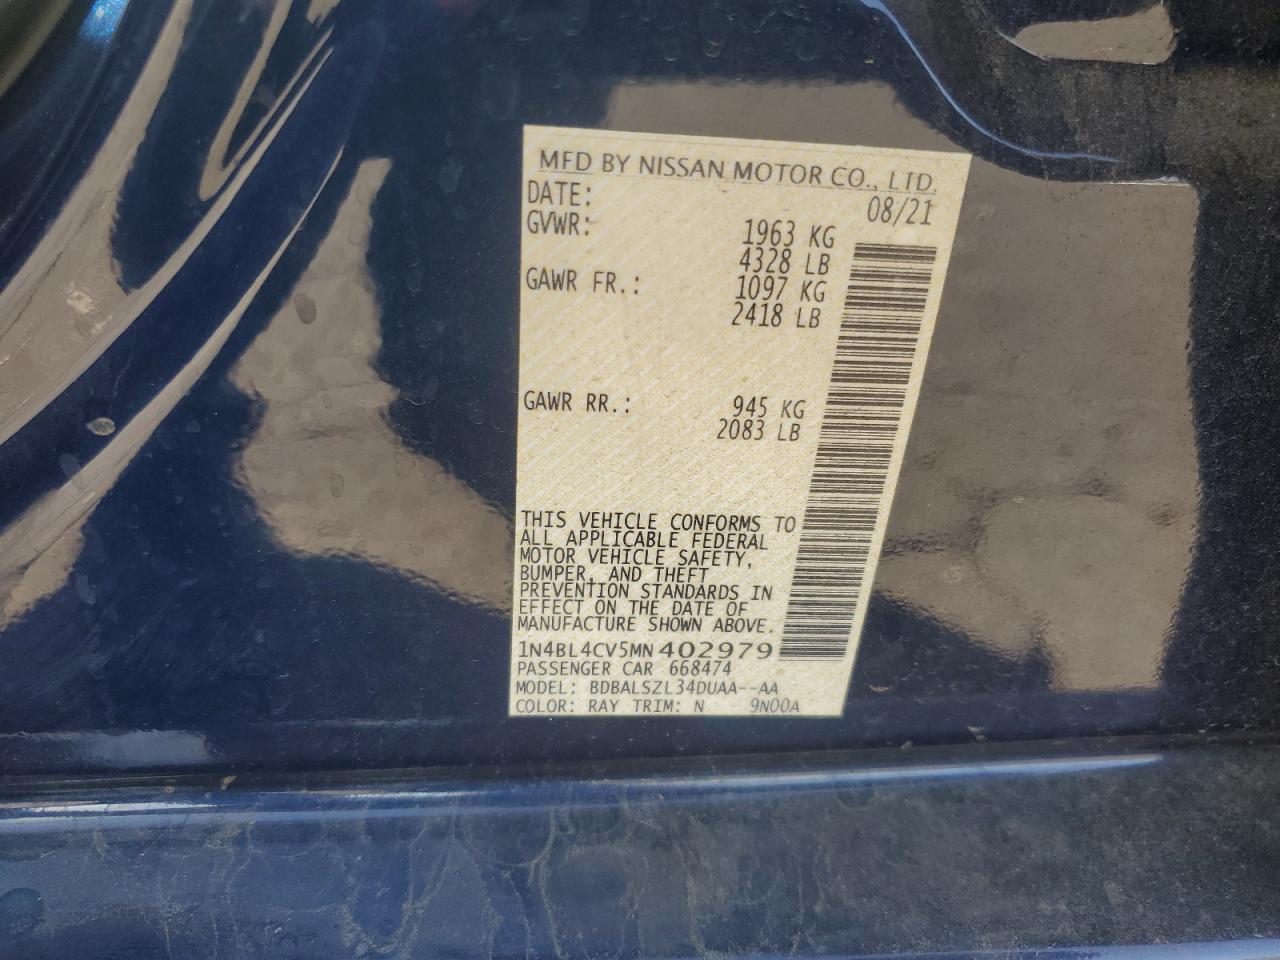 MFD BY NISSAN MOTOR CO., LTD.
DATE: 08/21
GVWR: 1963 KG
4328 LB
GAWR FR.: 1097 KG
2418 LB
GAWR RR.: 945 KG
2083 LB
THIS VEHICLE CONFORMS TO
ALL APPLICABLE FEDERAL
MOTOR VEHICLE SAFETY,
BUMPER, AND THEFT
PREVENTION STANDARDS IN
EFFECT ON THE DATE OF
MANUFACTURE SHOWN ABOVE.
1N4BL4CV5MN402979
PASSENGER CAR 668474
MODEL: BDBALSZL34DUAA--AA
COLOR: RAY TRIM: N 9N00A